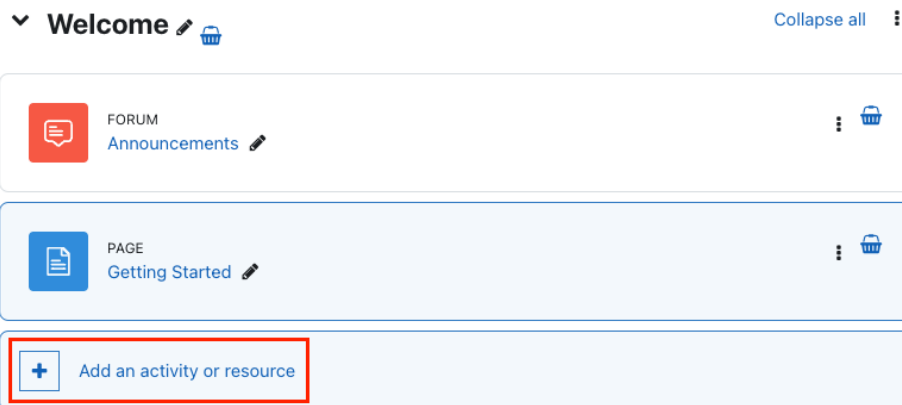 Welcome
Collapse all
FORUM
Announcements
PAGE
Getting Started
Add an activity or resource